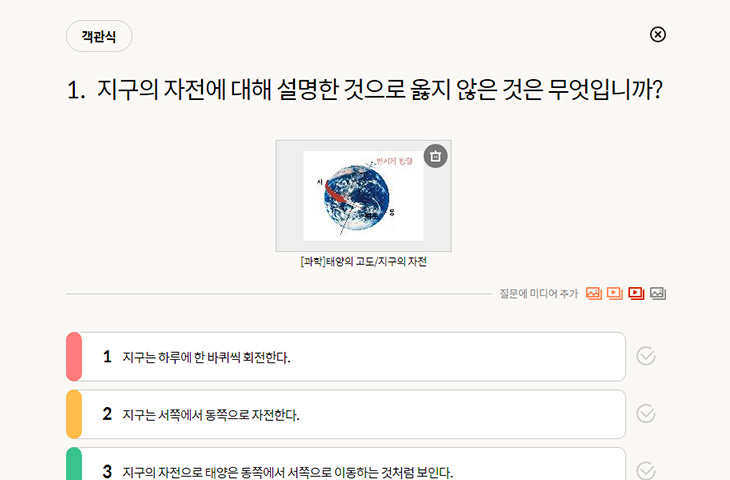 객관식
1. 지구의 자전에 대해 설명한 것으로 옳지 않은 것은 무엇입니까?
반시계 방향
서
동
[과학]태양의 고도/지구의 자전
질문에 미디어 추가
1 지구는 하루에 한 바퀴씩 회전한다.
2 지구는 서쪽에서 동쪽으로 자전한다.
3 지구의 자전으로 태양은 동쪽에서 서쪽으로 이동하는 것처럼 보인다.